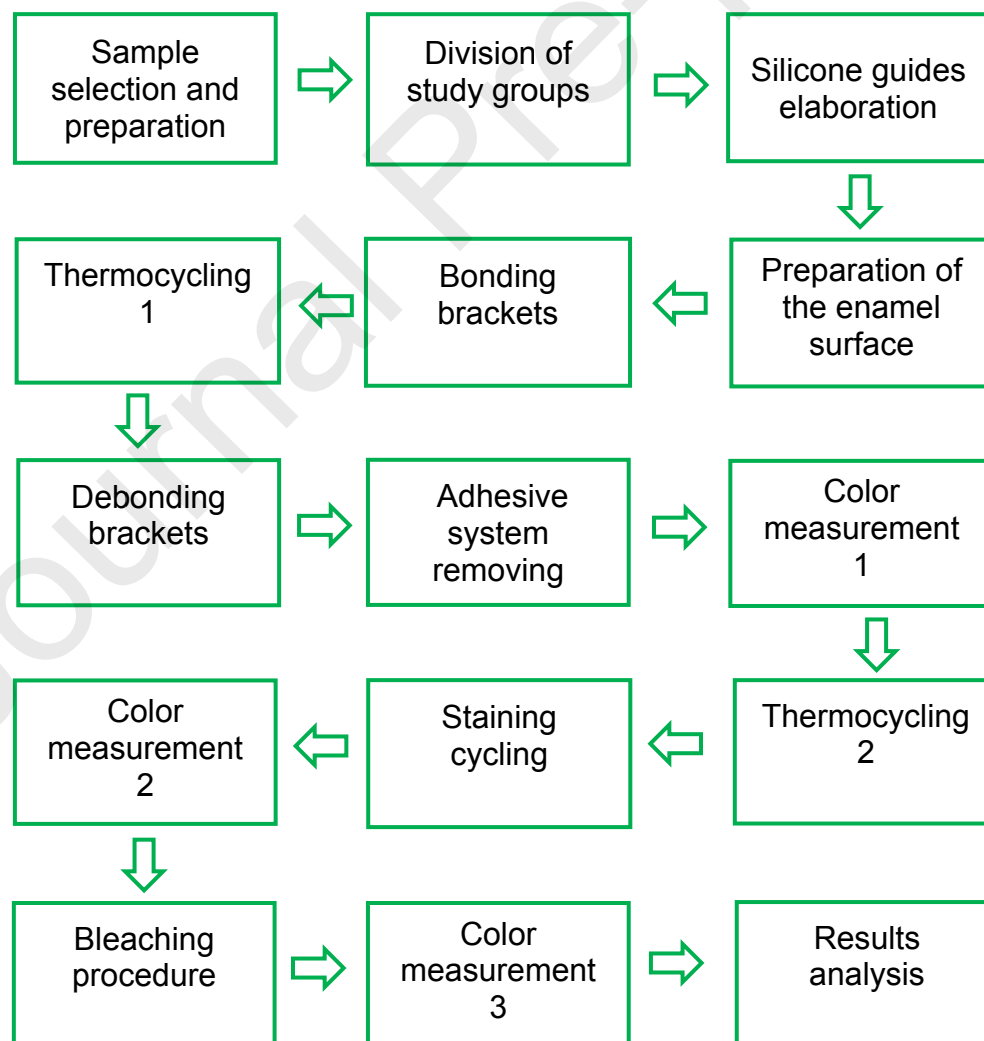 Sample
selection and
preparation
Division of
study groups
Silicone guides
elaboration
Preparation of
the enamel
surface
Bonding
brackets
Thermocycling
1
Debonding
brackets
Adhesive
system
removing
Color
measurement
1
Thermocycling
2
Staining
cycling
Color
measurement
2
Bleaching
procedure
Color
measurement
3
Results
analysis
Journal Pre-